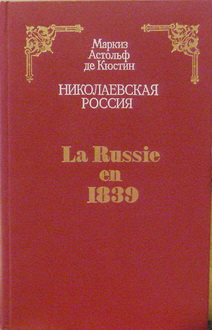 Маркиз
Астольф
де Кюстин
НИКОЛАЕВСКАЯ
РОССИЯ
La Russie
en
1839